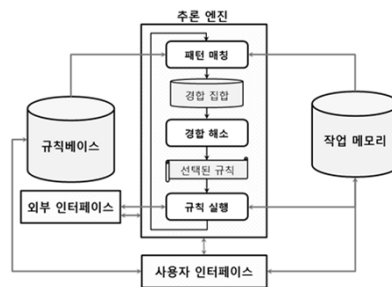 추론 엔진
패턴 매칭
경합 집합
경합 해소
선택된 규칙
규칙 실행
규칙베이스
작업 메모리
외부 인터페이스
사용자 인터페이스